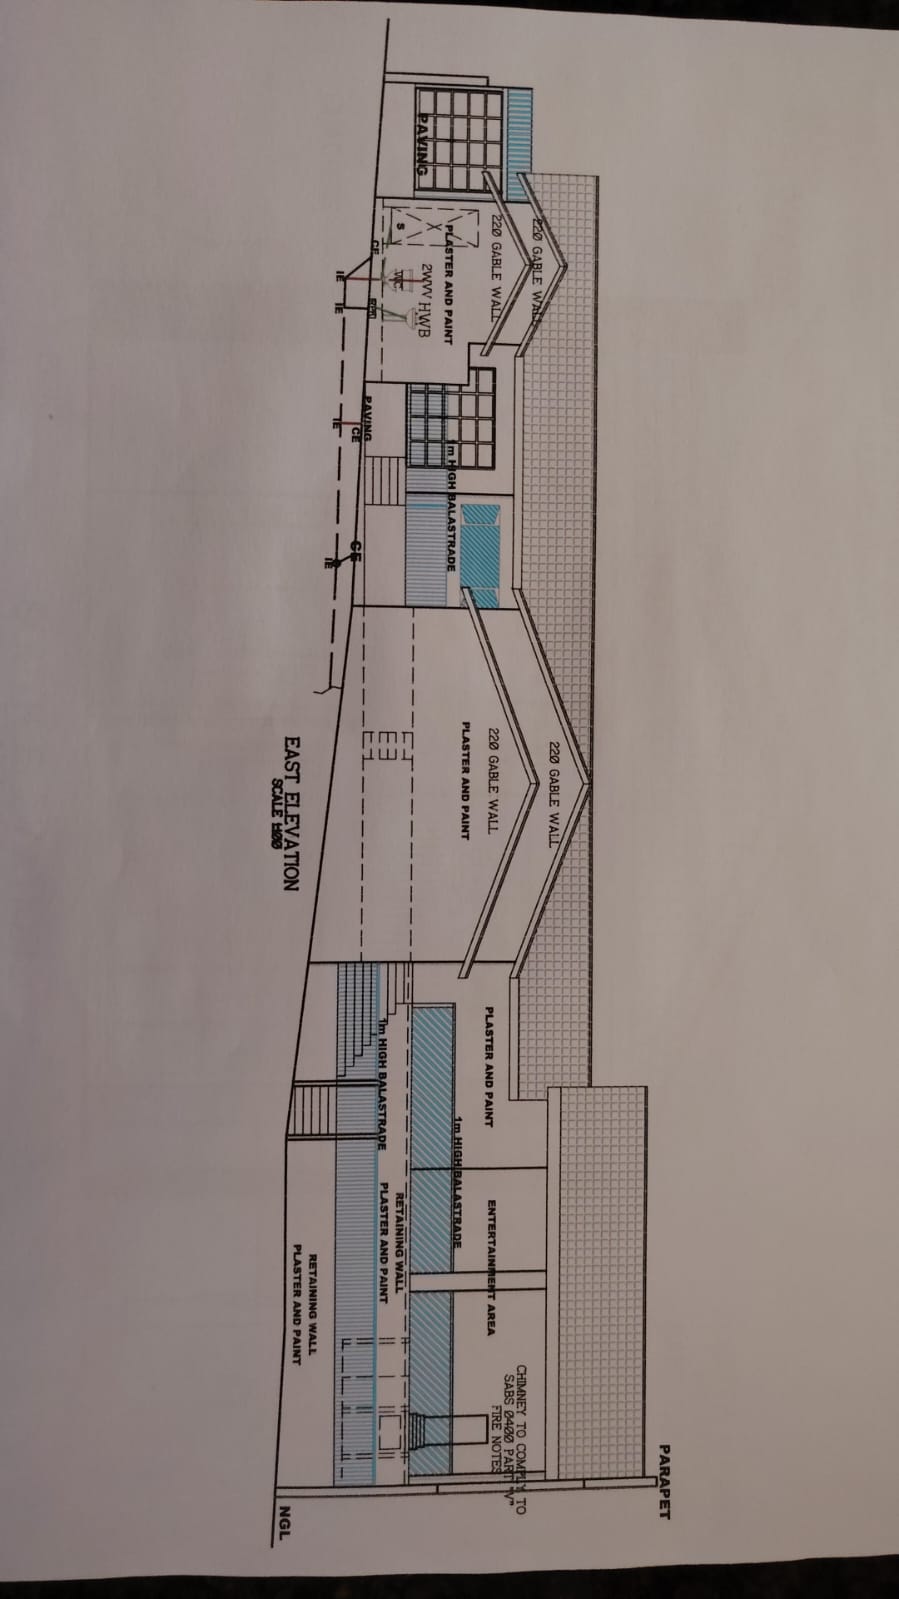 PARAPET
220 GABLE WALL
220 GABLE WALL
220 GABLE WALL
220 GABLE WALL
PLASTER AND PAINT
PLASTER AND PAINT
PLASTER AND PAINT
PAVING
S
WC
2WVV HWB
CE
IE
IE
PAVING
CE
IE
CE
IE
1m HIGH BALASTRADE
1m HIGH BALASTRADE
1m HIGH BALASTRADE
ENTERTAINMENT AREA
CHIMNEY TO COMPLY TO
SABS 0400 PART "V"
FIRE NOTES
RETAINING WALL
PLASTER AND PAINT
RETAINING WALL
PLASTER AND PAINT
NGL
EAST ELEVATION
SCALE 1:100